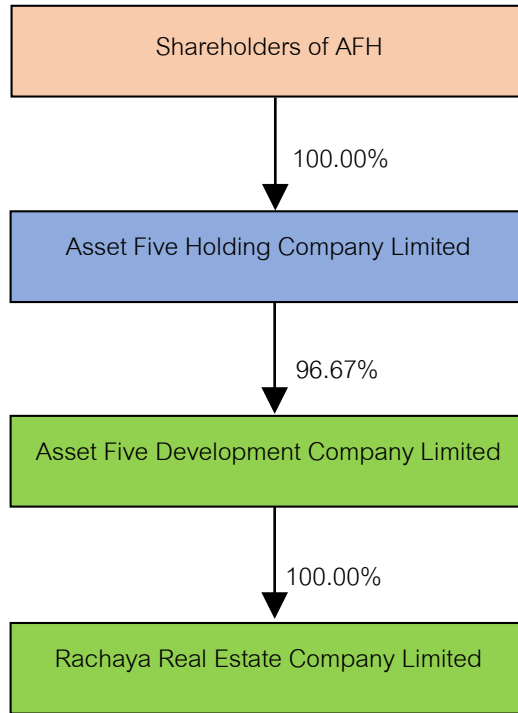 Shareholders of AFH
100.00%
Asset Five Holding Company Limited
96.67%
Asset Five Development Company Limited
100.00%
Rachaya Real Estate Company Limited